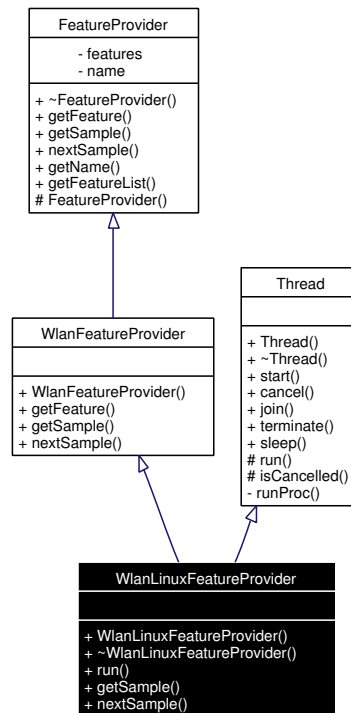 FeatureProvider
- features
- name
+ ~FeatureProvider()
+ getFeature()
+ getSample()
+ nextSample()
+ getName()
+ getFeatureList()
# FeatureProvider()
WlanFeatureProvider
+ WlanFeatureProvider()
+ getFeature()
+ getSample()
+ nextSample()
Thread
+ Thread()
+ ~Thread()
+ start()
+ cancel()
+ join()
+ terminate()
+ sleep()
# run()
# isCancelled()
- runProc()
WlanLinuxFeatureProvider
+ WlanLinuxFeatureProvider()
+ ~WlanLinuxFeatureProvider()
+ run()
+ getSample()
+ nextSample()